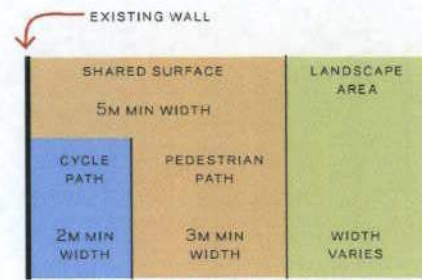 EXISTING WALL
SHARED SURFACE
5M MIN WIDTH
LANDSCAPE
AREA
CYCLE
PATH
PEDESTRIAN
PATH
2M MIN
WIDTH
3M MIN
WIDTH
WIDTH
VARIES